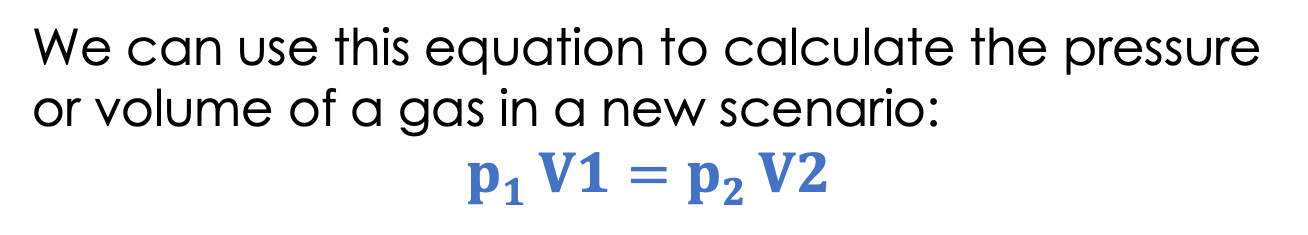 We can use this equation to calculate the pressure
or volume of a gas in a new scenario:
p₁ V1 = p₂ V2